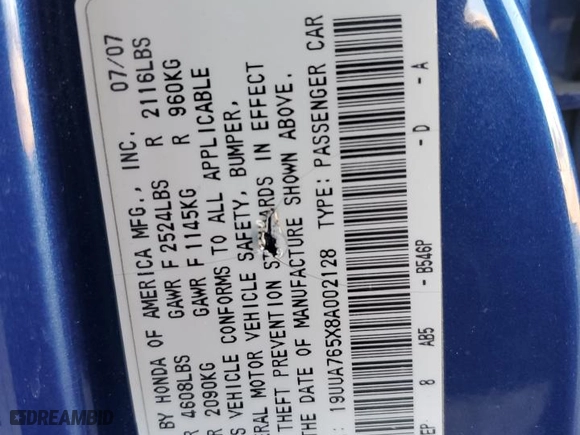 BY HONDA OF AMERICA MFG., INC. 07/07
R 4608LBS GAWR F 2524LBS R 2116LBS
R 2090KG GAWR F 1145KG R 960KG
S VEHICLE CONFORMS TO ALL APPLICABLE
ERAL MOTOR VEHICLE SAFETY, BUMPER,
THEFT PREVENTION ST RDS IN EFFECT
THE DATE OF MANUFACTURE SHOWN ABOVE.
: 19UUA765X8A002128 TYPE: PASSENGER CAR
EP 8 AB5 - B546P - D - A
DREAMBID